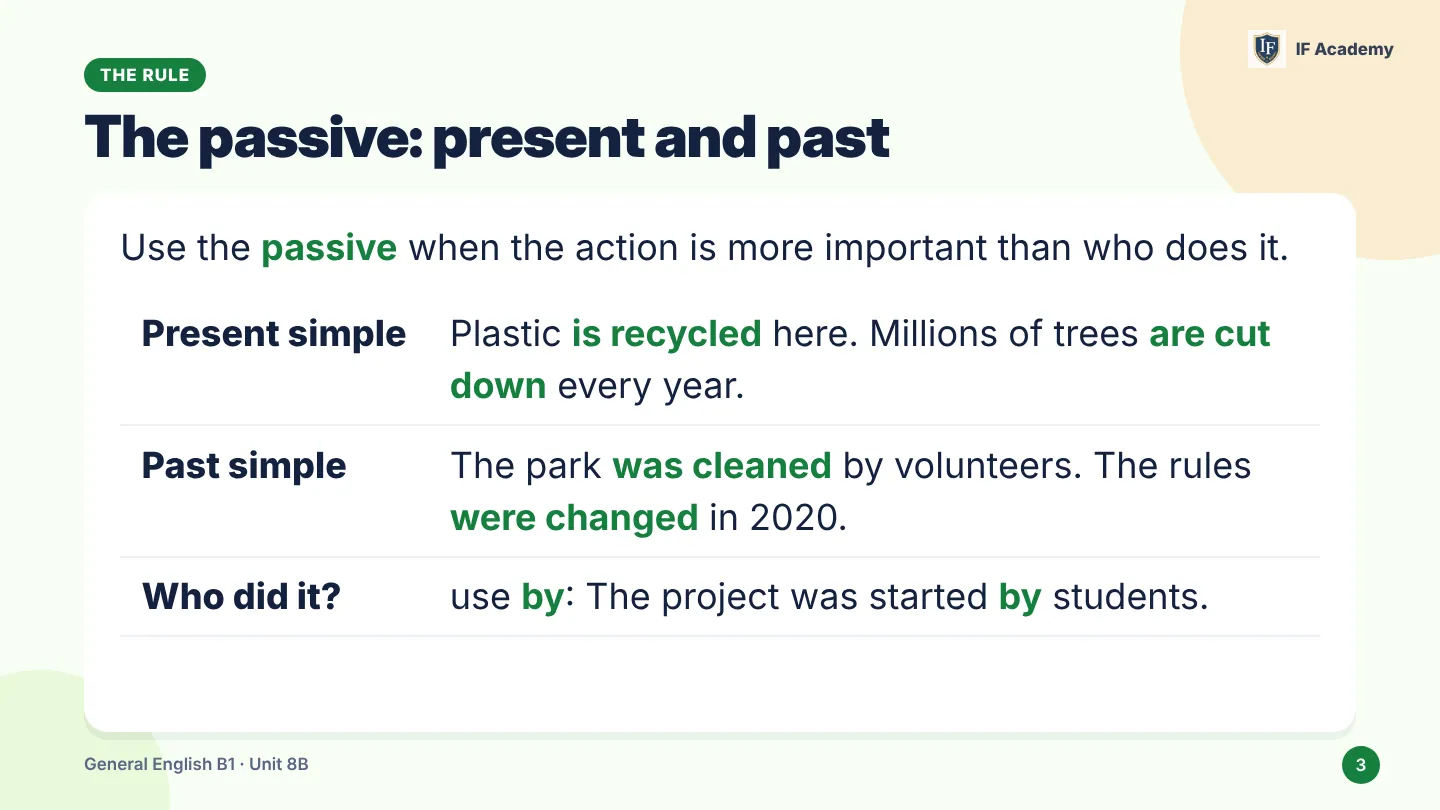 IF
IF Academy
THE RULE
The passive: present and past
Use the passive when the action is more important than who does it.
Present simple
Plastic is recycled here. Millions of trees are cut
down every year.
Past simple
The park was cleaned by volunteers. The rules
were changed in 2020.
Who did it?
use by: The project was started by students.
General English B1 · Unit 8B
3